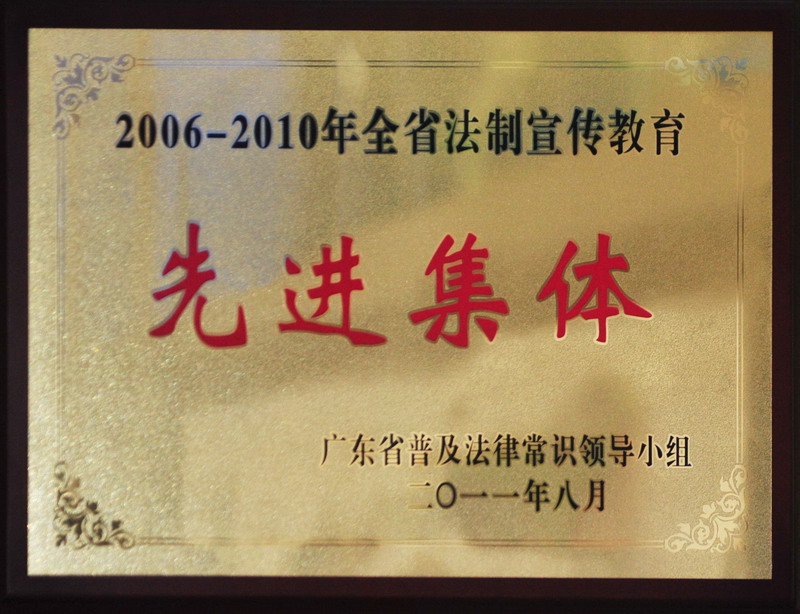 2006-2010年全省法制宣传教育
先进集体
广东省普及法律常识领导小组
二〇一一年八月